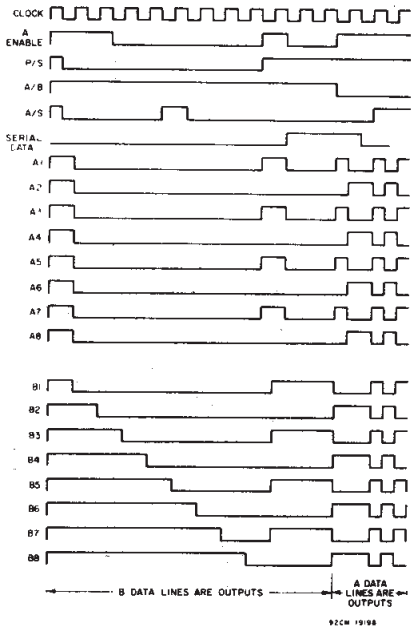 CLOCK
A
ENABLE
P/S
A/B
A/S
SERIAL
DATA
A1
A2
A3
A4
A5
A6
A7
A8
B1
B2
B3
B4
B5
B6
B7
B8
B DATA LINES ARE OUTPUTS
A DATA
LINES ARE
OUTPUTS
92CM 19198